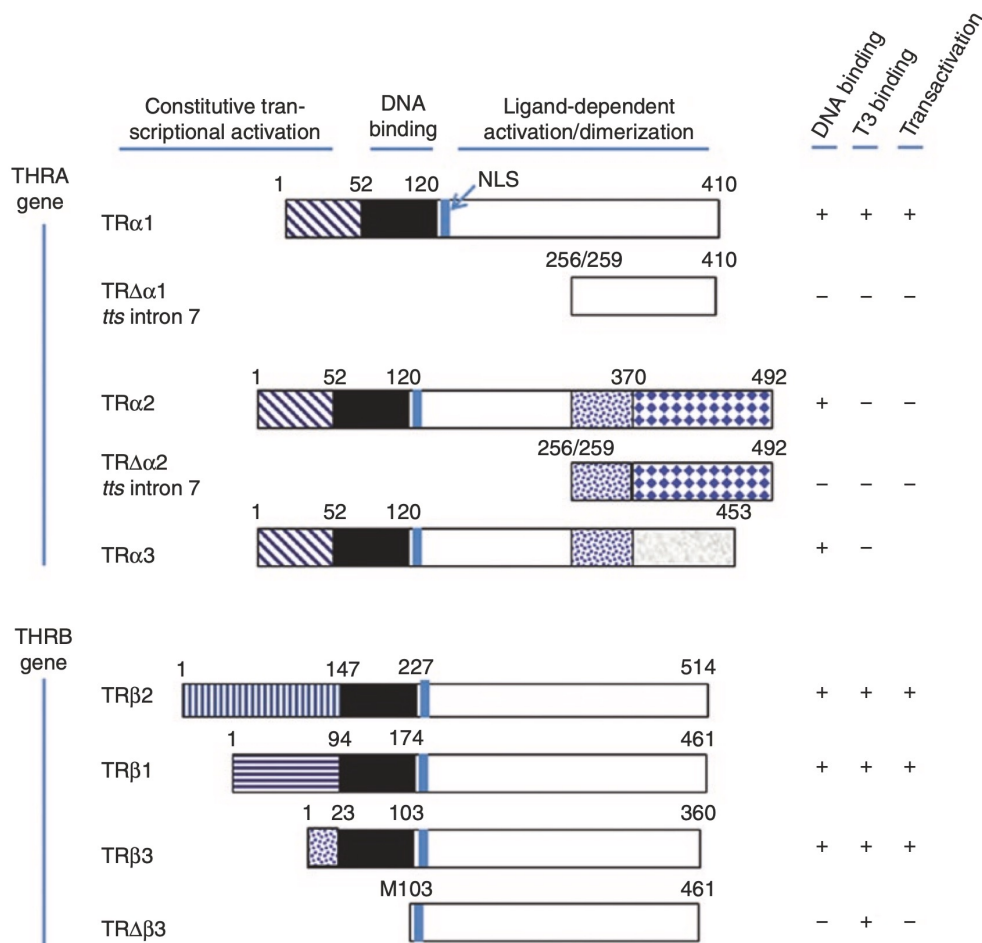 DNA binding
T3 binding
Transactivation
Constitutive tran-
scriptional activation
DNA
binding
Ligand-dependent
activation/dimerization
THRA
gene
1 52 120 NLS 410
TRα1 + + +
256/259 410
TRΔα1 – – –
tts intron 7
1 52 120 370 492
TRα2 + – –
256/259 492
TRΔα2
tts intron 7 – – –
1 52 120 453
TRα3 + –
THRB
gene
1 147 227 514
TRβ2 + + +
1 94 174 461
TRβ1 + + +
1 23 103 360
TRβ3 + + +
M103 461
TRΔβ3 – + –